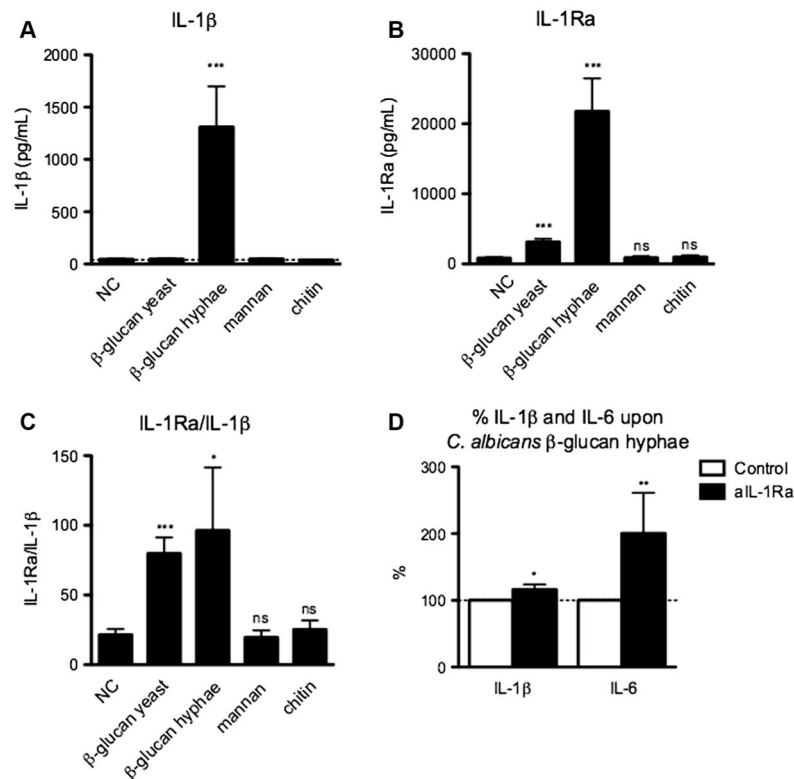 A
IL-1β
2000
1500
1000
500
0
IL-1β (pg/mL)
***
NC
β-glucan yeast
β-glucan hyphae
mannan
chitin
B
IL-1Ra
30000
20000
10000
0
IL-1Ra (pg/mL)
***
***
ns
ns
NC
β-glucan yeast
β-glucan hyphae
mannan
chitin
C
IL-1Ra/IL-1β
150
100
50
0
IL-1Ra/IL-1β
***
*
ns
ns
NC
β-glucan yeast
β-glucan hyphae
mannan
chitin
D
% IL-1β and IL-6 upon
C. albicans β-glucan hyphae
300
200
100
0
%
*
**
IL-1β
IL-6
Control
aIL-1Ra